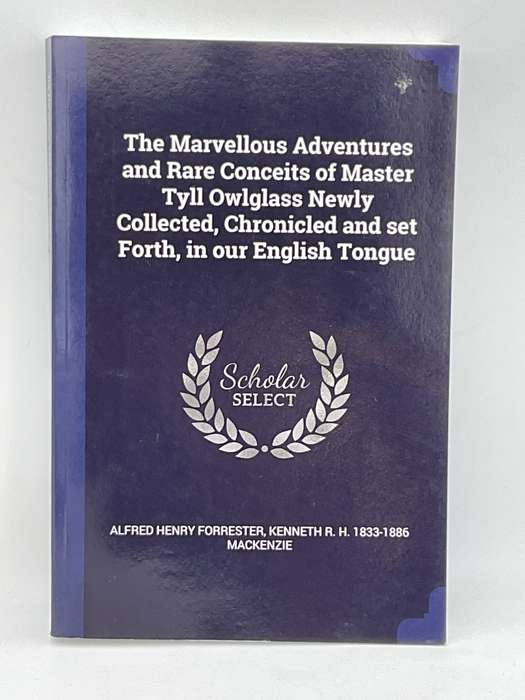 The Marvellous Adventures
and Rare Conceits of Master
Tyll Owlglass Newly
Collected, Chronicled and set
Forth, in our English Tongue
Scholar
SELECT
ALFRED HENRY FORRESTER, KENNETH R. H. 1833-1886
MACKENZIE